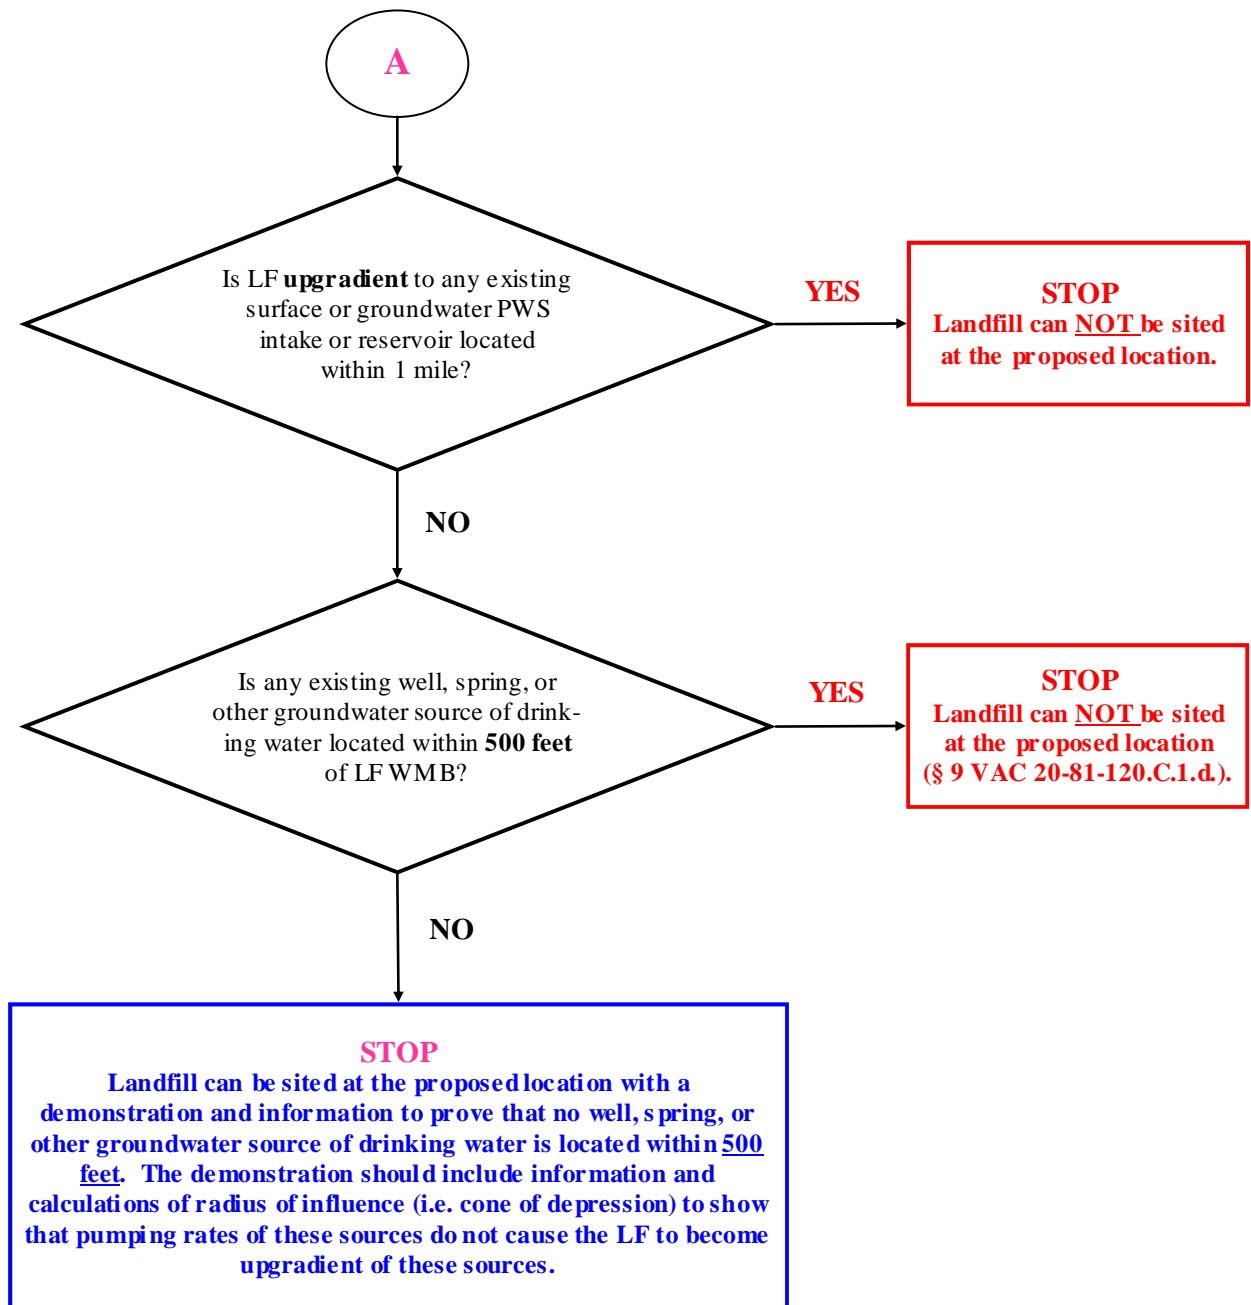 A
Is LF upgradient to any existing
surface or groundwater PWS
intake or reservoir located
within 1 mile?
YES
STOP
Landfill can NOT be sited
at the proposed location.
NO
Is any existing well, spring, or
other groundwater source of drink-
ing water located within 500 feet
of LF WMB?
YES
STOP
Landfill can NOT be sited
at the proposed location
(§ 9 VAC 20-81-120.C.1.d.).
NO
STOP
Landfill can be sited at the proposed location with a
demonstration and information to prove that no well, spring, or
other groundwater source of drinking water is located within 500
feet.  The demonstration should include information and
calculations of radius of influence (i.e. cone of depression) to show
that pumping rates of these sources do not cause the LF to become
upgradient of these sources.